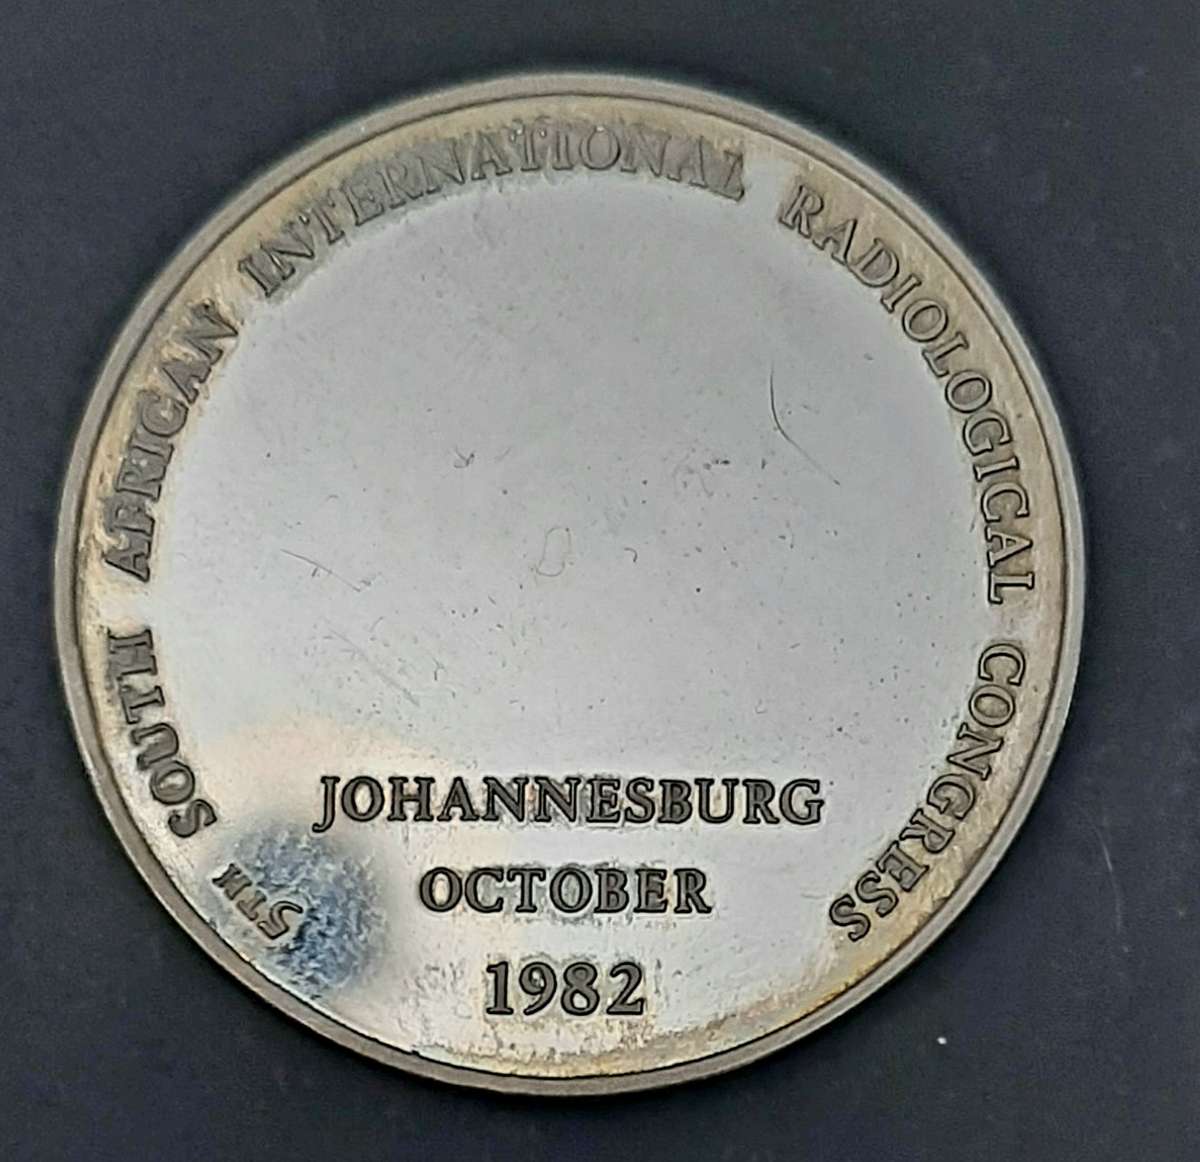 5TH SOUTH AFRICAN INTERNATIONAL RADIOLOGICAL CONGRESS
JOHANNESBURG
OCTOBER
1982